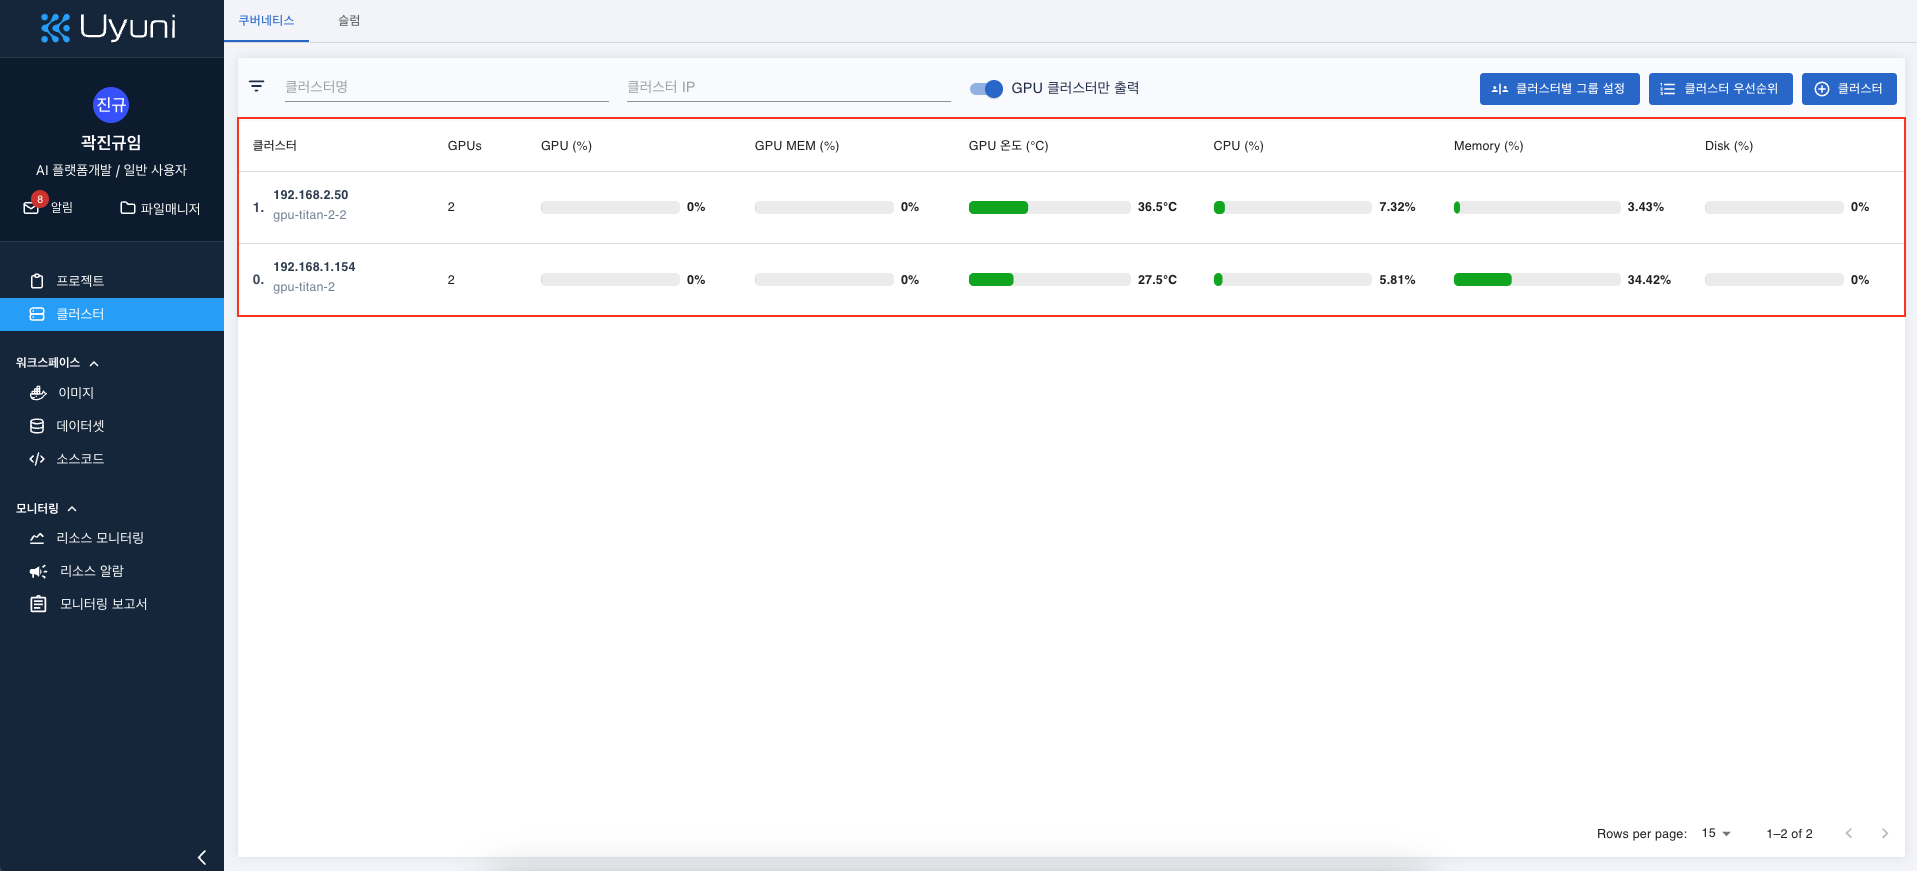 Uyuni
진규
곽진규임
AI 플랫폼개발 / 일반 사용자
8
알림
파일매니저
프로젝트
클러스터
워크스페이스
이미지
데이터셋
소스코드
모니터링
리소스 모니터링
리소스 알람
모니터링 보고서
쿠버네티스
슬럼
클러스터명
클러스터 IP
GPU 클러스터만 출력
클러스터별 그룹 설정
클러스터 우선순위
클러스터
클러스터 GPUs GPU (%) GPU MEM (%) GPU 온도 (°C) CPU (%) Memory (%) Disk (%)
1. 192.168.2.50 2 0% 0% 36.5°C 7.32% 3.43% 0%
gpu-titan-2-2
0. 192.168.1.154 2 0% 0% 27.5°C 5.81% 34.42% 0%
gpu-titan-2
Rows per page: 15 1–2 of 2